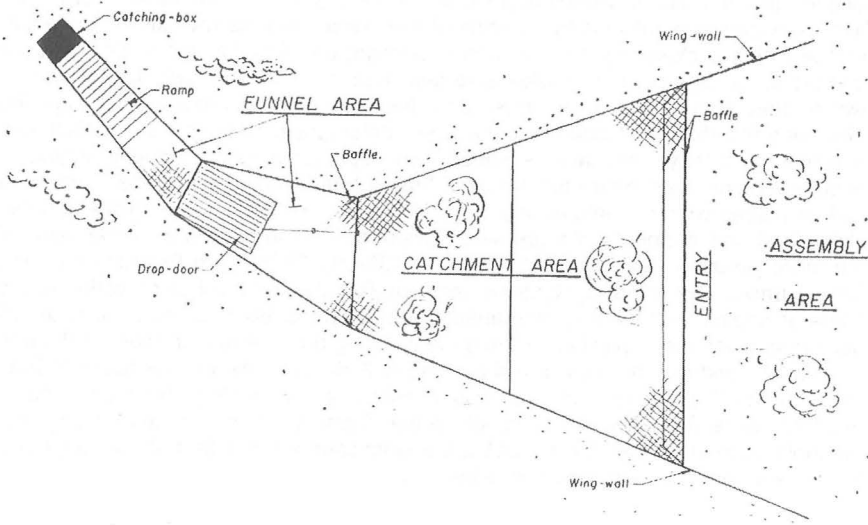 Catching-box
Wing-wall
Ramp
FUNNEL AREA
Baffle
Baffle.
ASSEMBLY
AREA
CATCHMENT AREA
ENTRY
Drop-door
Wing-wall